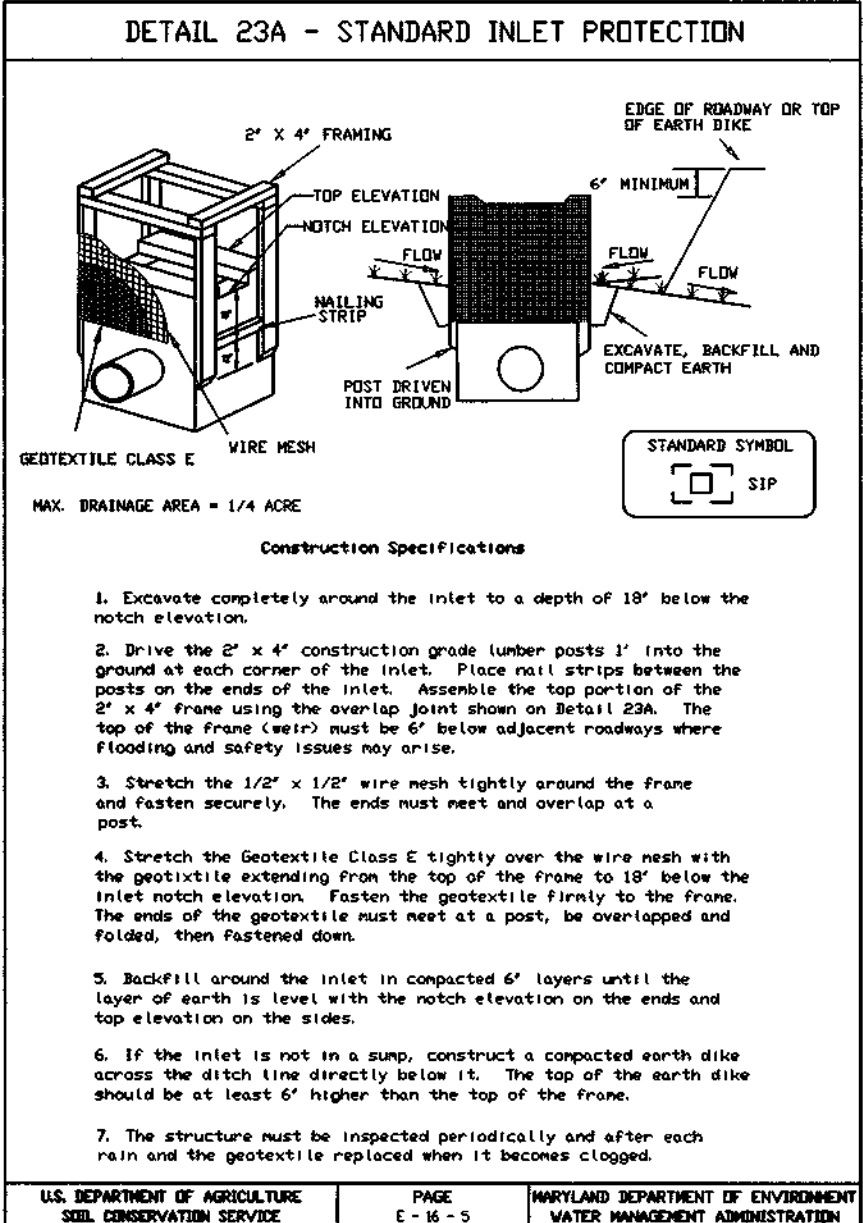 DETAIL 23A - STANDARD INLET PROTECTION
EDGE OF ROADWAY OR TOP
OF EARTH DIKE
2" X 4" FRAMING
6" MINIMUM
TOP ELEVATION
NOTCH ELEVATION
FLOW
FLOW
FLOW
NAILING
STRIP
EXCAVATE, BACKFILL AND
COMPACT EARTH
POST DRIVEN
INTO GROUND
WIRE MESH
GEOTEXTILE CLASS E
STANDARD SYMBOL
SIP
MAX. DRAINAGE AREA = 1/4 ACRE
Construction Specifications
1. Excavate completely around the inlet to a depth of 18" below the
notch elevation.
2. Drive the 2" x 4" construction grade lumber posts 1' into the
ground at each corner of the inlet. Place nail strips between the
posts on the ends of the inlet. Assemble the top portion of the
2" x 4" frame using the overlap joint shown on Detail 23A. The
top of the frame (weir) must be 6" below adjacent roadways where
flooding and safety issues may arise.
3. Stretch the 1/2" x 1/2" wire mesh tightly around the frame
and fasten securely. The ends must meet and overlap at a
post.
4. Stretch the Geotextile Class E tightly over the wire mesh with
the geotixtile extending from the top of the frame to 18" below the
inlet notch elevation. Fasten the geotextile firmly to the frame.
The ends of the geotextile must meet at a post, be overlapped and
folded, then fastened down.
5. Backfill around the inlet in compacted 6" layers until the
layer of earth is level with the notch elevation on the ends and
top elevation on the sides.
6. If the inlet is not in a sump, construct a compacted earth dike
across the ditch line directly below it. The top of the earth dike
should be at least 6" higher than the top of the frame.
7. The structure must be inspected periodically and after each
rain and the geotextile replaced when it becomes clogged.
U.S. DEPARTMENT OF AGRICULTURE
SOIL CONSERVATION SERVICE
PAGE
E - 16 - 5
MARYLAND DEPARTMENT OF ENVIRONMENT
WATER MANAGEMENT ADMINISTRATION